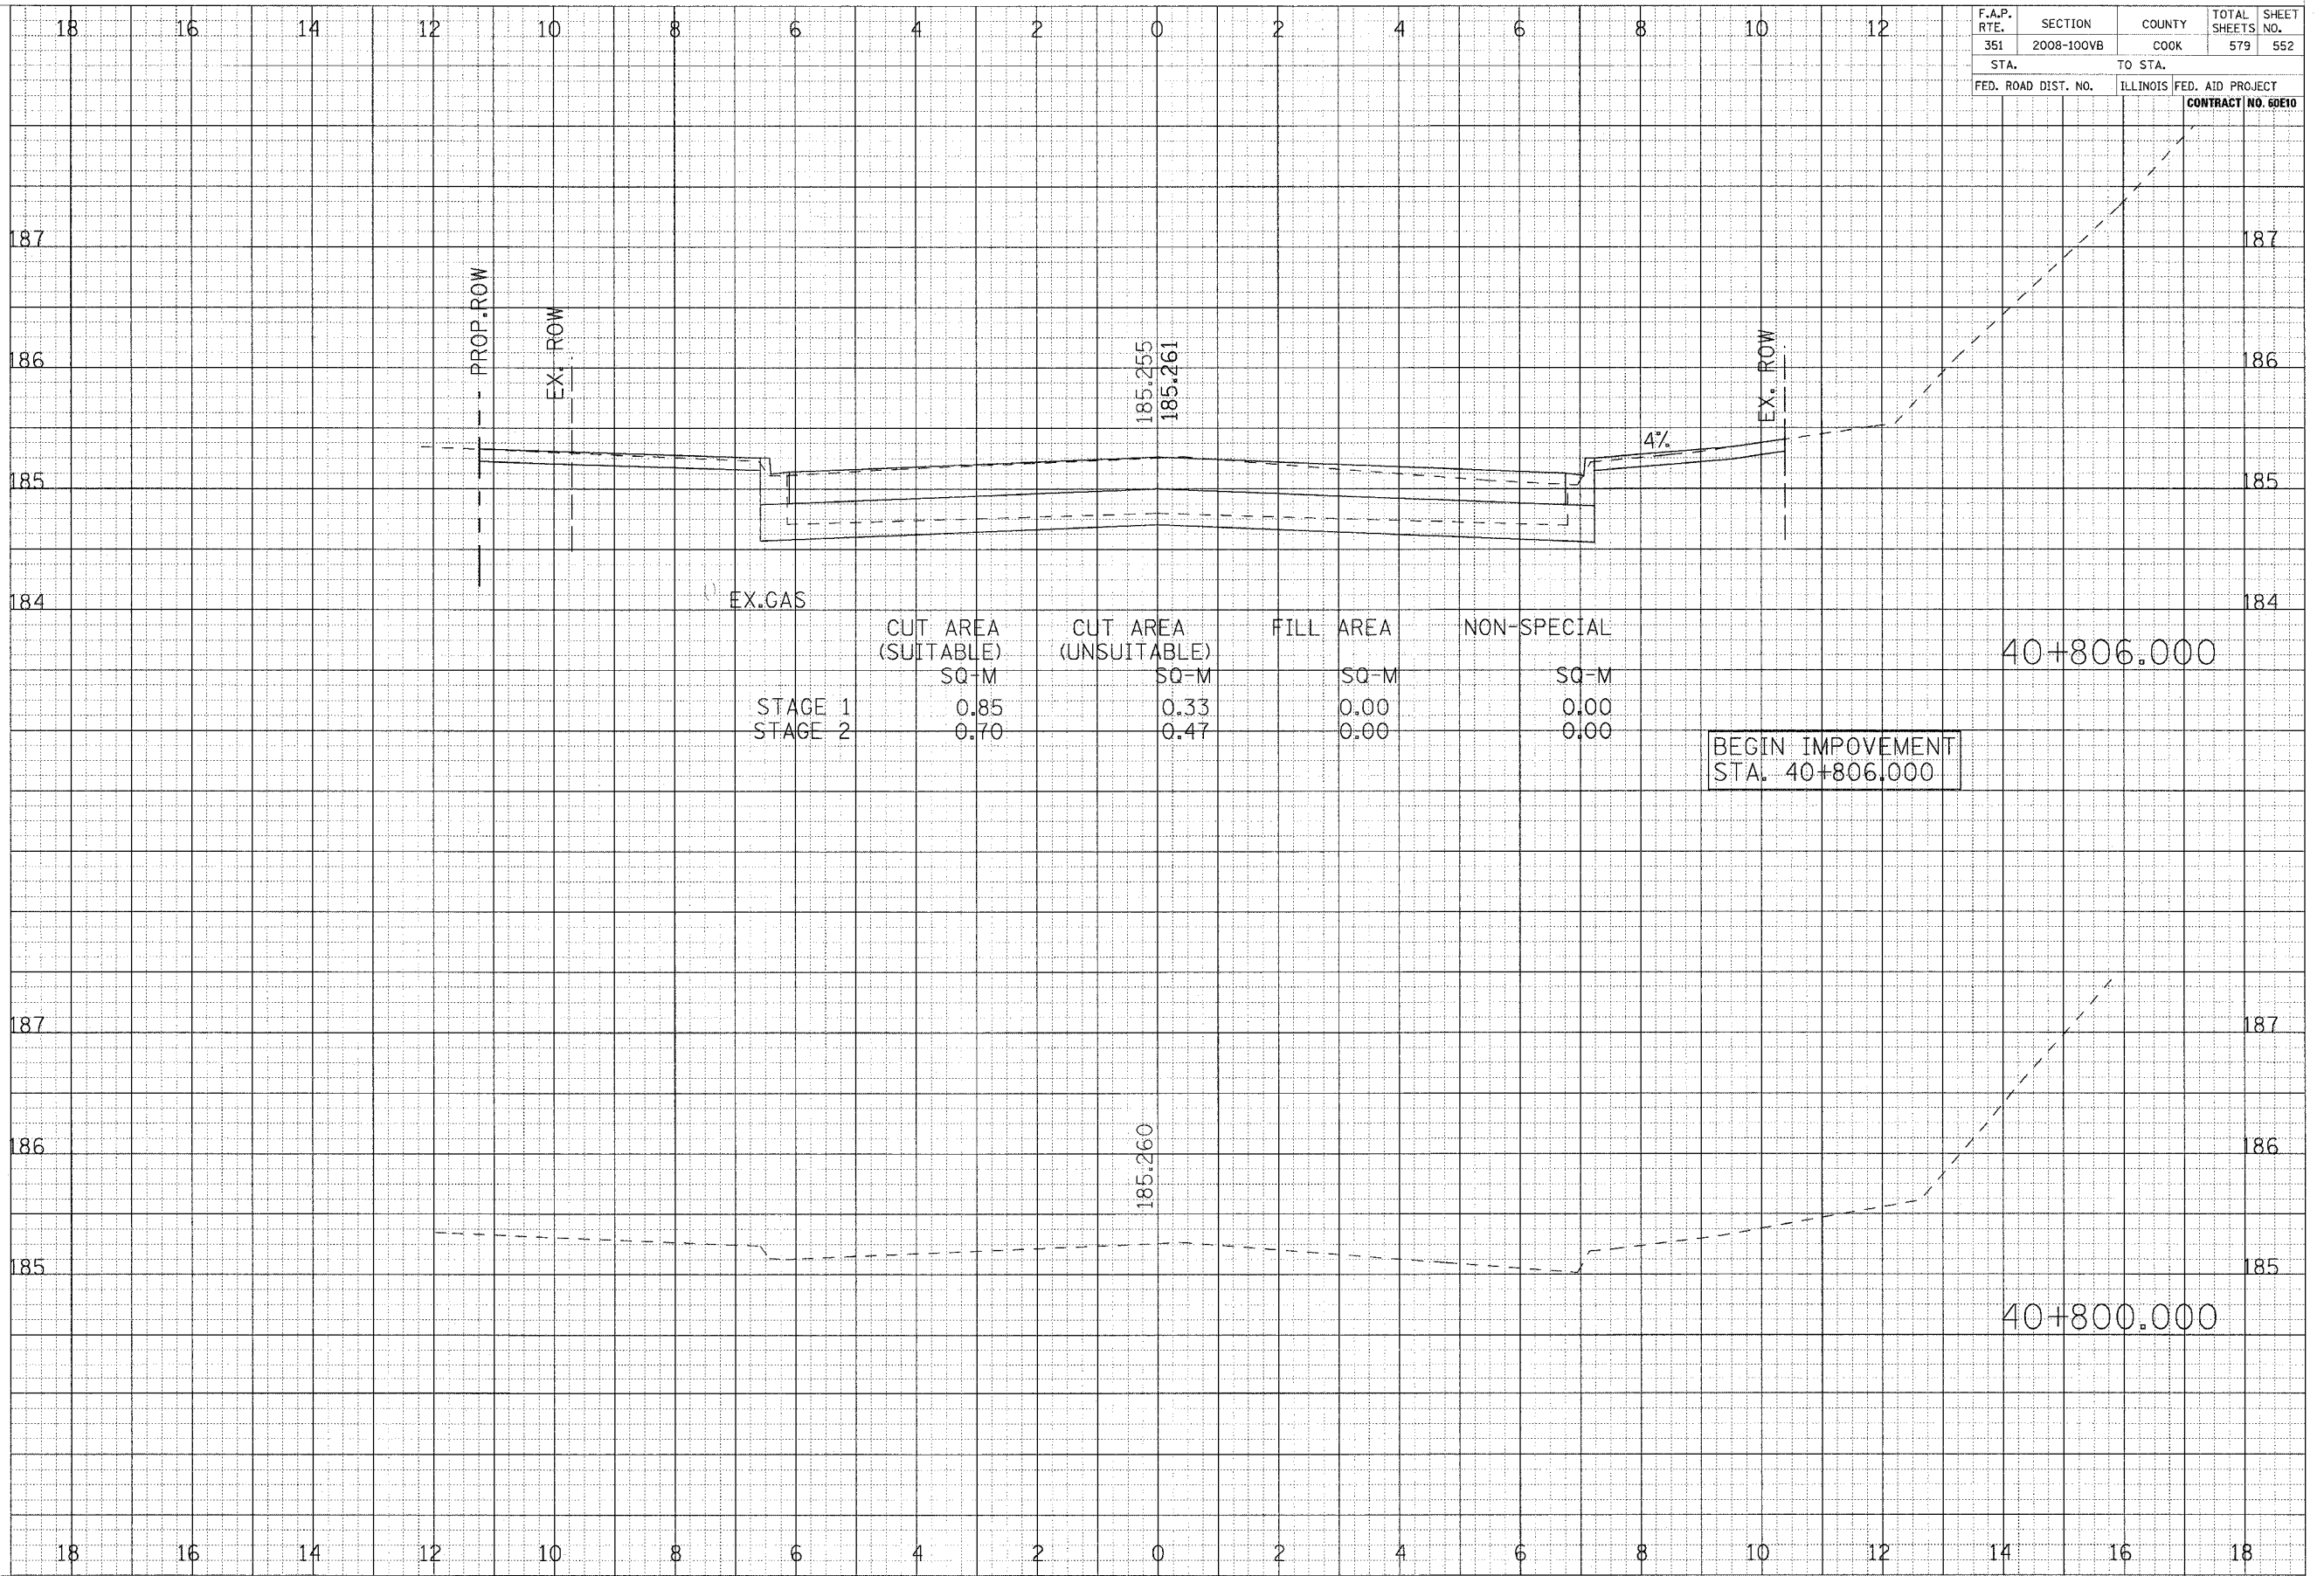 18 16 14 12 10 8 6 4 2 0 2 4 6 8 10 12
F.A.P. RTE. SECTION COUNTY TOTAL SHEETS SHEET NO.
351 2008-100VB COOK 579 552
STA. TO STA.
FED. ROAD DIST. NO. ILLINOIS FED. AID PROJECT
CONTRACT NO. 60E10
187 187
PROP.ROW
EX. ROW
185.255
185.261
EX. ROW
186 186
4%
185 185
EX.GAS
184 184
CUT AREA CUT AREA FILL AREA NON-SPECIAL
(SUITABLE) (UNSUITABLE)
SQ-M SQ-M SQ-M SQ-M
STAGE 1 0.85 0.33 0.00 0.00
STAGE 2 0.70 0.47 0.00 0.00
40+806.000
BEGIN IMPOVEMENT
STA. 40+806.000
187 187
186 186
185.260
185 185
40+800.000
18 16 14 12 10 8 6 4 2 0 2 4 6 8 10 12 14 16 18